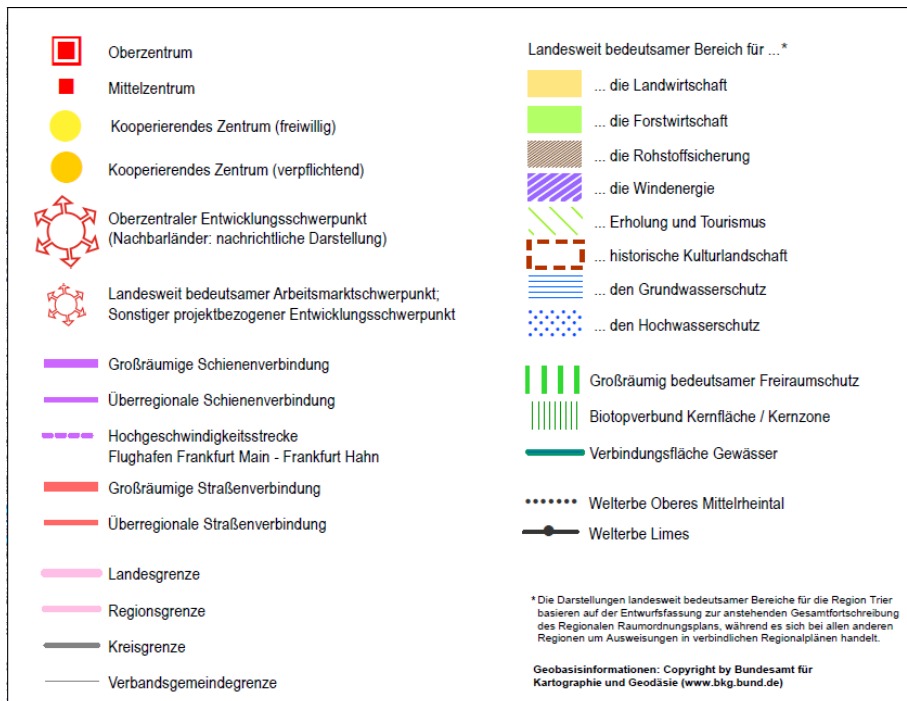 Oberzentrum
Mittelzentrum
Kooperierendes Zentrum (freiwillig)
Kooperierendes Zentrum (verpflichtend)
Oberzentraler Entwicklungsschwerpunkt
(Nachbarländer: nachrichtliche Darstellung)
Landesweit bedeutsamer Arbeitsmarktschwerpunkt;
Sonstiger projektbezogener Entwicklungsschwerpunkt
Großräumige Schienenverbindung
Überregionale Schienenverbindung
Hochgeschwindigkeitsstrecke
Flughafen Frankfurt Main - Frankfurt Hahn
Großräumige Straßenverbindung
Überregionale Straßenverbindung
Landesgrenze
Regionsgrenze
Kreisgrenze
Verbandsgemeindegrenze
Landesweit bedeutsamer Bereich für ...*
... die Landwirtschaft
... die Forstwirtschaft
... die Rohstoffsicherung
... die Windenergie
... Erholung und Tourismus
... historische Kulturlandschaft
... den Grundwasserschutz
... den Hochwasserschutz
Großräumig bedeutsamer Freiraumschutz
Biotopverbund Kernfläche / Kernzone
Verbindungsfläche Gewässer
Welterbe Oberes Mittelrheintal
Welterbe Limes
* Die Darstellungen landesweit bedeutsamer Bereiche für die Region Trier
basieren auf der Entwurfsfassung zur anstehenden Gesamtfortschreibung
des Regionalen Raumordnungsplans, während es sich bei allen anderen
Regionen um Ausweisungen in verbindlichen Regionalplänen handelt.
Geobasisinformationen: Copyright by Bundesamt für
Kartographie und Geodäsie (www.bkg.bund.de)